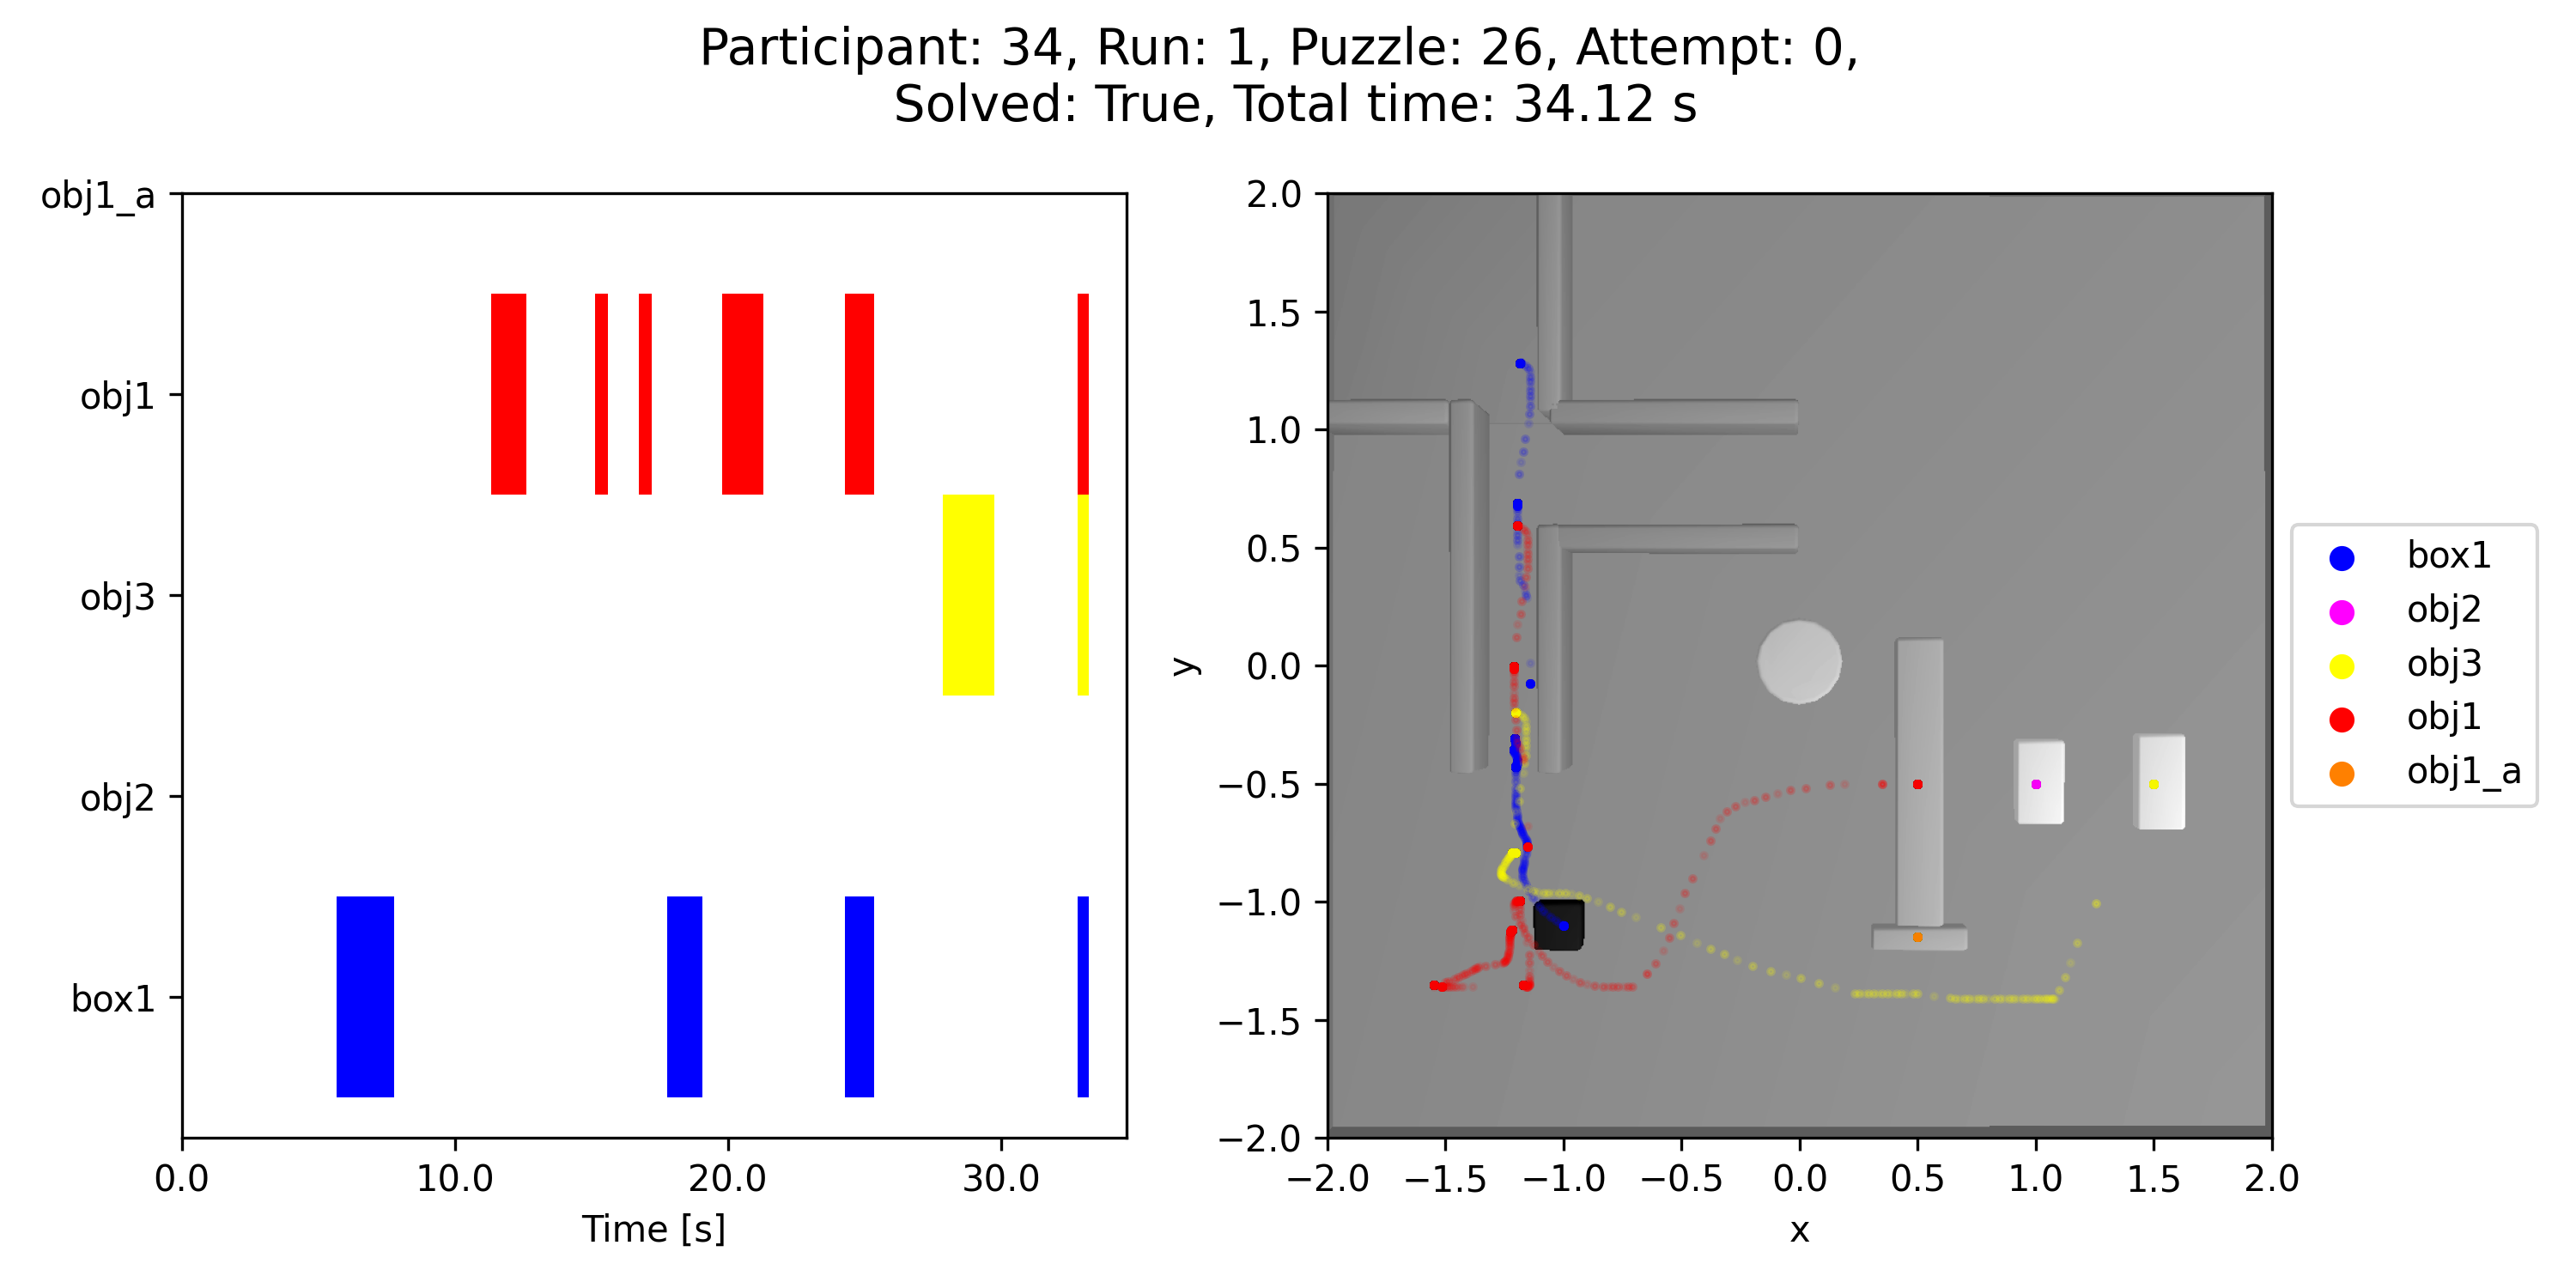 Participant: 34, Run: 1, Puzzle: 26, Attempt: 0,
Solved: True, Total time: 34.12 s
obj1_a
obj1
obj3
obj2
box1
0.0 10.0 20.0 30.0
Time [s]
2.0
1.5
1.0
0.5
0.0
−0.5
−1.0
−1.5
−2.0
y
−2.0 −1.5 −1.0 −0.5 0.0 0.5 1.0 1.5 2.0
x
box1
obj2
obj3
obj1
obj1_a